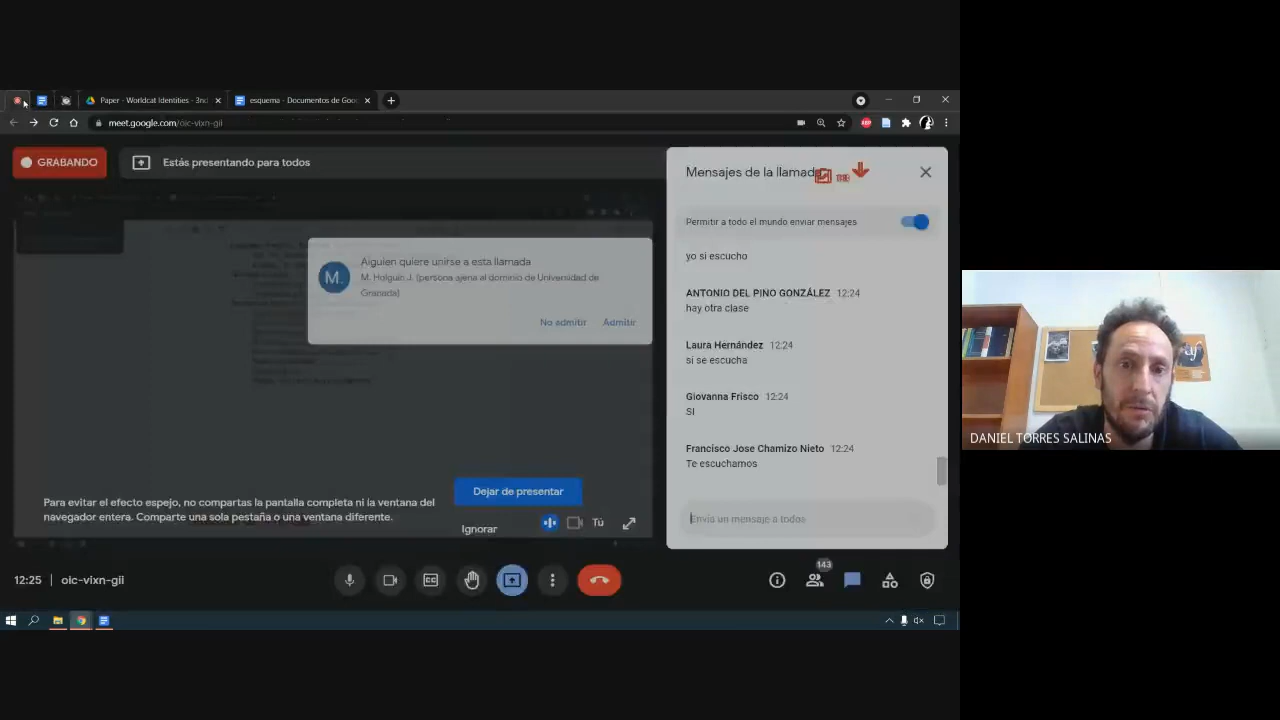 Paper - Worldcat Identities - 3nd
esquema - Documentos de Goo
meet.google.com/oic-vixn-gii
GRABANDO
Estás presentando para todos
Mensajes de la llamada
Permitir a todo el mundo enviar mensajes
Alguien quiere unirse a esta llamada
M.
M. Holguin J. (persona ajena al dominio de Universidad de
Granada)
No admitir
Admitir
yo si escucho
ANTONIO DEL PINO GONZÁLEZ 12:24
hay otra clase
Laura Hernández 12:24
si se escucha
Giovanna Frisco 12:24
SI
Francisco Jose Chamizo Nieto 12:24
Te escuchamos
Envía un mensaje a todos
Para evitar el efecto espejo, no compartas la pantalla completa ni la ventana del
navegador entera. Comparte una sola pestaña o una ventana diferente.
Dejar de presentar
Ignorar
Tú
12:25 | oic-vixn-gii
143
DANIEL TORRES SALINAS